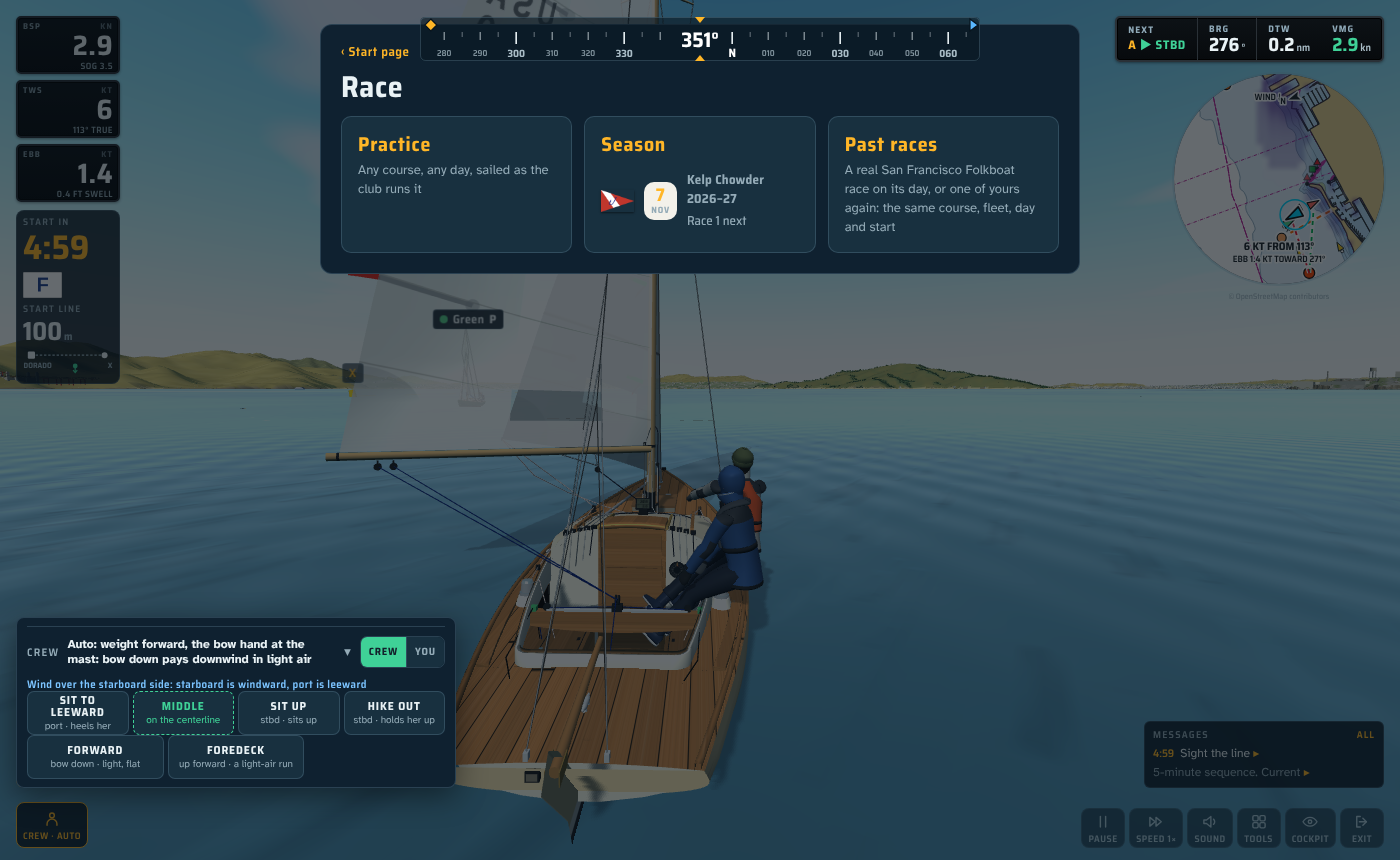 BSP KN
2.9
SOG 3.5
TWS KT
6
113° TRUE
EBB KT
1.4
0.4 FT SWELL
START IN
4:59
F
START LINE
100 m
DORADO X
‹ Start page
280 290 300 310 320 330 351° N 010 020 030 040 050 060
Race
Practice
Any course, any day, sailed as the
club runs it
Season
7
NOV
Kelp Chowder
2026–27
Race 1 next
Past races
A real San Francisco Folkboat
race on its day, or one of yours
again: the same course, fleet, day
and start
NEXT BRG DTW VMG
A ▶ STBD 276° 0.2 nm 2.9 kn
WIND N
6 KT FROM 113°
EBB 1.4 KT TOWARD 271°
© OpenStreetMap contributors
USA
Green P
X
CREW
Auto: weight forward, the bow hand at the
mast: bow down pays downwind in light air
▼
CREW YOU
Wind over the starboard side: starboard is windward, port is leeward
SIT TO
LEEWARD
port · heels her
MIDDLE
on the centerline
SIT UP
stbd · sits up
HIKE OUT
stbd · holds her up
FORWARD
bow down · light, flat
FOREDECK
up forward · a light-air run
CREW · AUTO
MESSAGES ALL
4:59 Sight the line ▸
5-minute sequence. Current ▸
PAUSE SPEED 1× SOUND TOOLS COCKPIT EXIT